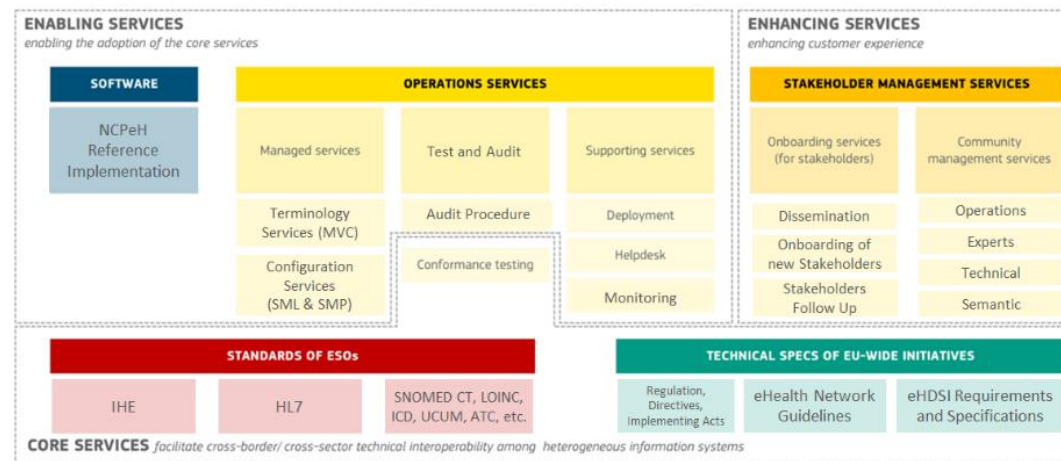 ENABLING SERVICES
enabling the adoption of the core services
SOFTWARE
NCPeH
Reference
Implementation
OPERATIONS SERVICES
Managed services
Terminology
Services (MVC)
Configuration
Services
(SML & SMP)
Test and Audit
Audit Procedure
Conformance testing
Supporting services
Deployment
Helpdesk
Monitoring
ENHANCING SERVICES
enhancing customer experience
STAKEHOLDER MANAGEMENT SERVICES
Onboarding services
(for stakeholders)
Dissemination
Onboarding of
new Stakeholders
Stakeholders
Follow Up
Community
management services
Operations
Experts
Technical
Semantic
STANDARDS OF ESOs
IHE
HL7
SNOMED CT, LOINC,
ICD, UCUM, ATC, etc.
TECHNICAL SPECS OF EU-WIDE INITIATIVES
Regulation,
Directives,
Implementing Acts
eHealth Network
Guidelines
eHDSI Requirements
and Specifications
CORE SERVICES facilitate cross-border/ cross-sector technical interoperability among heterogeneous information systems